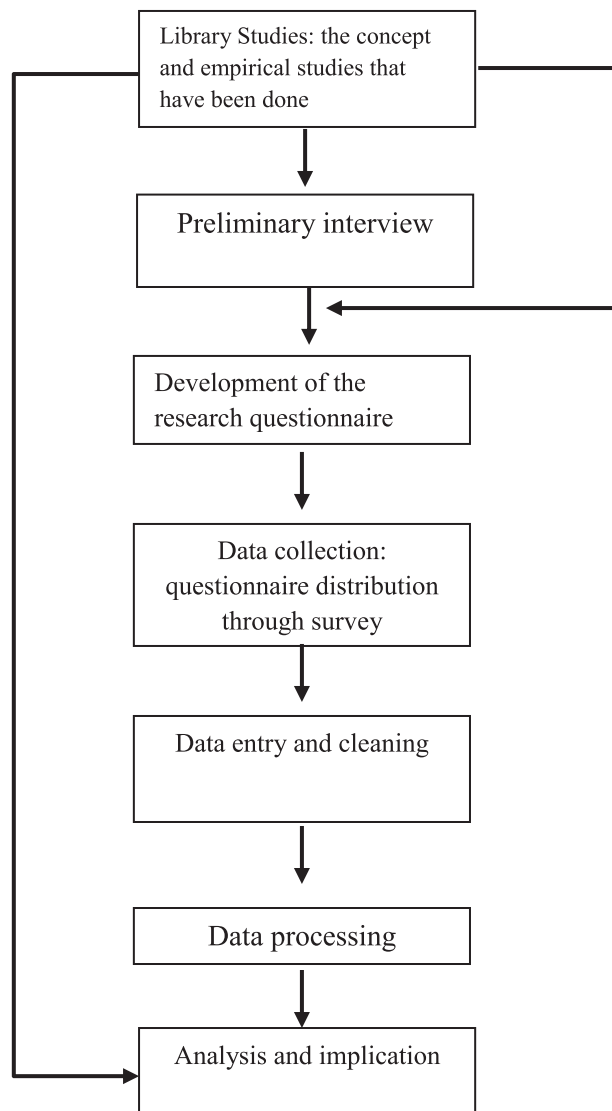 Library Studies: the concept
and empirical studies that
have been done
Preliminary interview
Development of the
research questionnaire
Data collection:
questionnaire distribution
through survey
Data entry and cleaning
Data processing
Analysis and implication